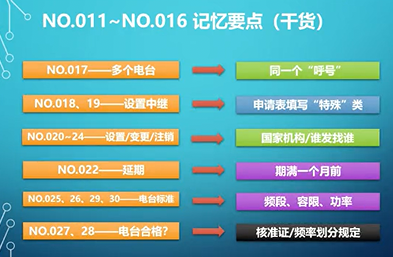 NO.011~NO.016 记忆要点（干货）
NO.017——多个电台
同一个“呼号”
NO.018、19——设置中继
申请表填写“特殊”类
NO.020-24——设置/变更/注销
国家机构/谁发找谁
NO.022——延期
期满一个月前
NO.025、26、29、30——电台标准
频段、容限、功率
NO.027、28——电台合格？
核准证/频率划分规定